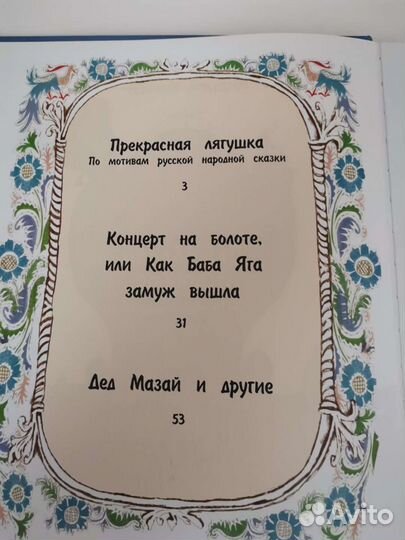 Прекрасная лягушка
По мотивам русской народной сказки
3
Концерт на болоте,
или Как Баба Яга
замуж вышла
31
Дед Мазай и другие
53
Avito